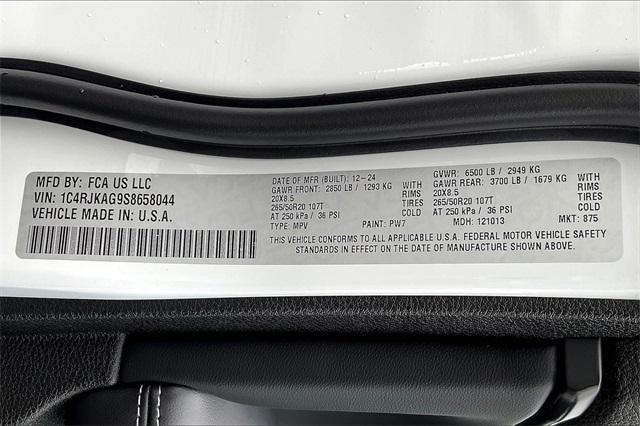 MFD BY: FCA US LLC
VIN: 1C4RJKAG9S8658044
VEHICLE MADE IN U.S.A.
DATE OF MFR (BUILT): 12-24
GAWR FRONT: 2850 LB / 1293 KG WITH
20X8.5 RIMS
265/50R20 107T TIRES
AT 250 kPa / 36 PSI COLD
TYPE: MPV PAINT: PW7
GVWR: 6500 LB / 2949 KG
GAWR REAR: 3700 LB / 1679 KG WITH
20X8.5 RIMS
265/50R20 107T TIRES
AT 250 kPa / 36 PSI COLD
MDH: 121013 MKT: 875
THIS VEHICLE CONFORMS TO ALL APPLICABLE U.S.A. FEDERAL MOTOR VEHICLE SAFETY
STANDARDS IN EFFECT ON THE DATE OF MANUFACTURE SHOWN ABOVE.